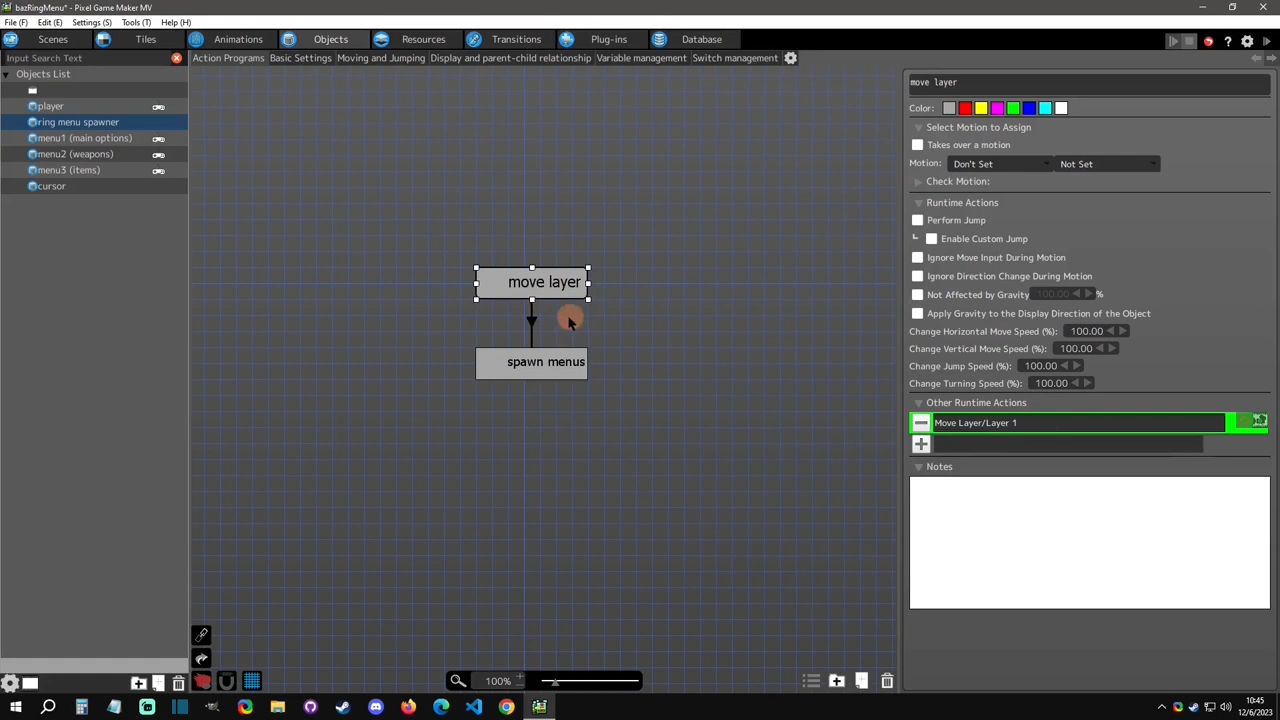 bazRingMenu* - Pixel Game Maker MV
File (F) Edit (E) Settings (S) Tools (T) Help (H)
Scenes Tiles Animations Objects Resources Transitions Plug-ins Database
Input Search Text
Action Programs Basic Settings Moving and Jumping Display and parent-child relationship Variable management Switch management
Objects List
player
ring menu spawner
menu1 (main options)
menu2 (weapons)
menu3 (items)
cursor
move layer
spawn menus
100%
move layer
Color:
Select Motion to Assign
Takes over a motion
Motion: Don't Set Not Set
Check Motion:
Runtime Actions
Perform Jump
Enable Custom Jump
Ignore Move Input During Motion
Ignore Direction Change During Motion
Not Affected by Gravity 100.00 %
Apply Gravity to the Display Direction of the Object
Change Horizontal Move Speed (%): 100.00
Change Vertical Move Speed (%): 100.00
Change Jump Speed (%): 100.00
Change Turning Speed (%): 100.00
Other Runtime Actions
Move Layer/Layer 1
Notes
10:45
12/6/2023